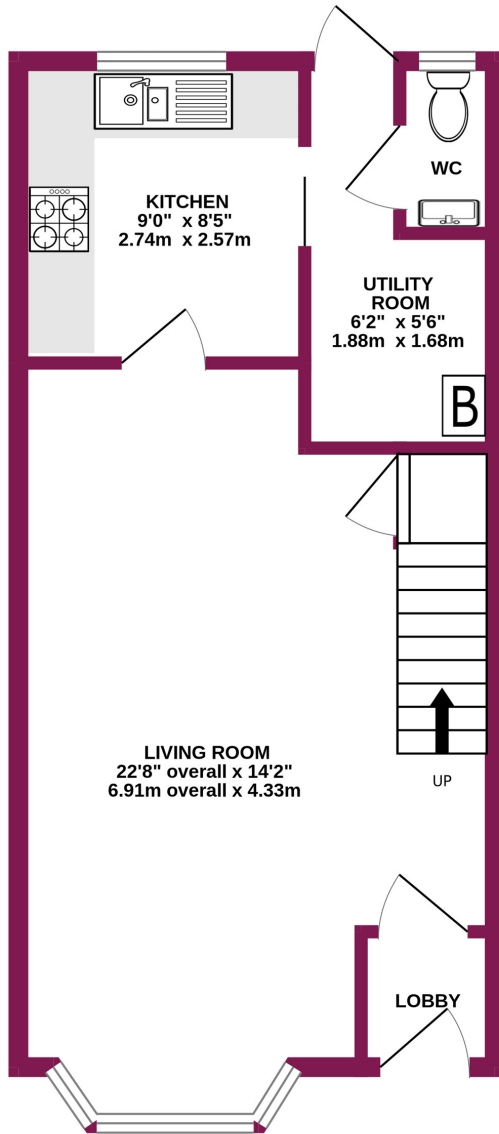 WC
KITCHEN
9'0" x 8'5"
2.74m x 2.57m
UTILITY
ROOM
6'2" x 5'6"
1.88m x 1.68m
B
LIVING ROOM
22'8" overall x 14'2"
6.91m overall x 4.33m
UP
LOBBY